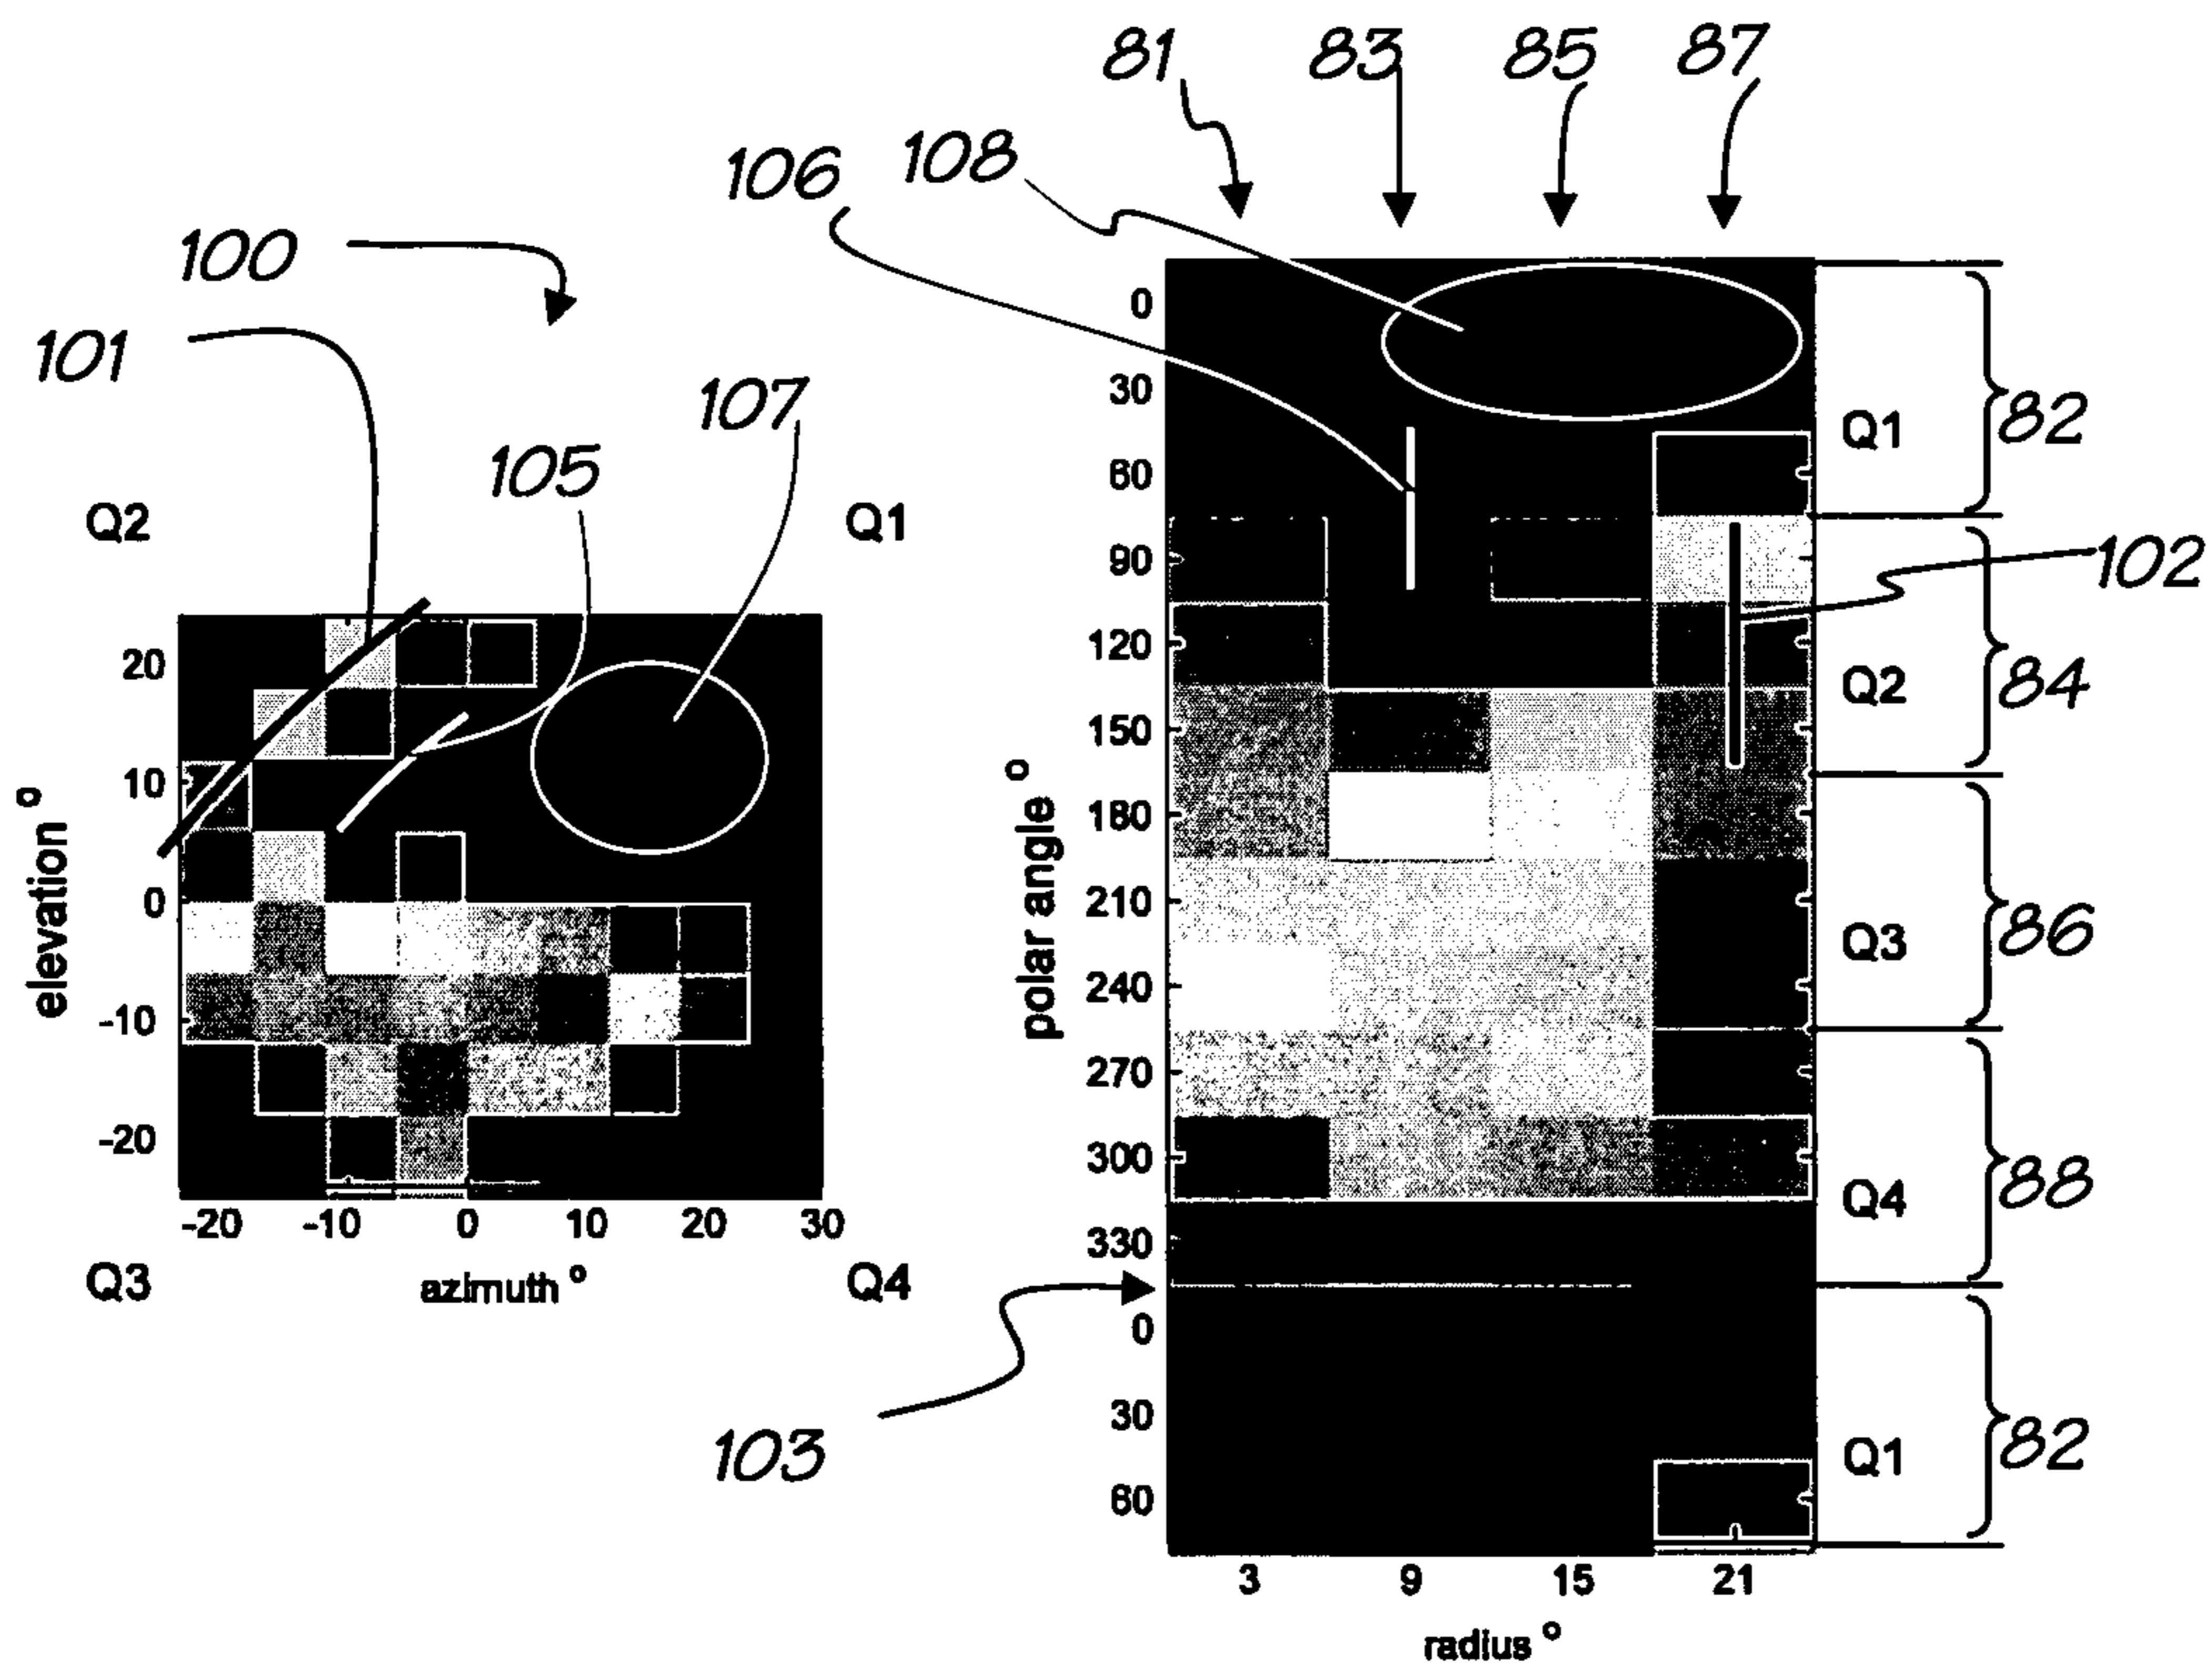 81 83 85 87
106 108
100
101
107
105
Q2 Q1
20
10
0
-10
-20
elevation °
-20 -10 0 10 20 30
azimuth °
Q3 Q4
103
0
30
60
90
120
150
180
210
240
270
300
330
0
30
60
polar angle °
3 9 15 21
radius °
Q1 82
102
Q2 84
Q3 86
Q4 88
Q1 82